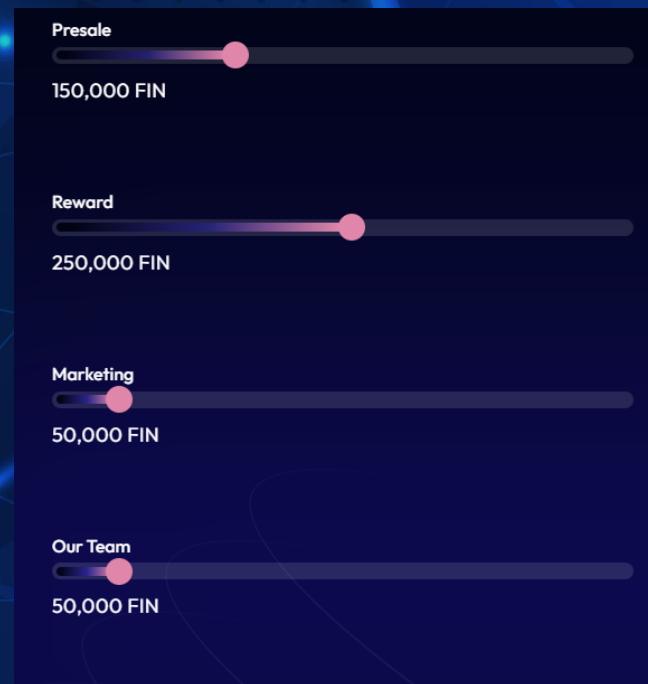 Presale
150,000 FIN
Reward
250,000 FIN
Marketing
50,000 FIN
Our Team
50,000 FIN